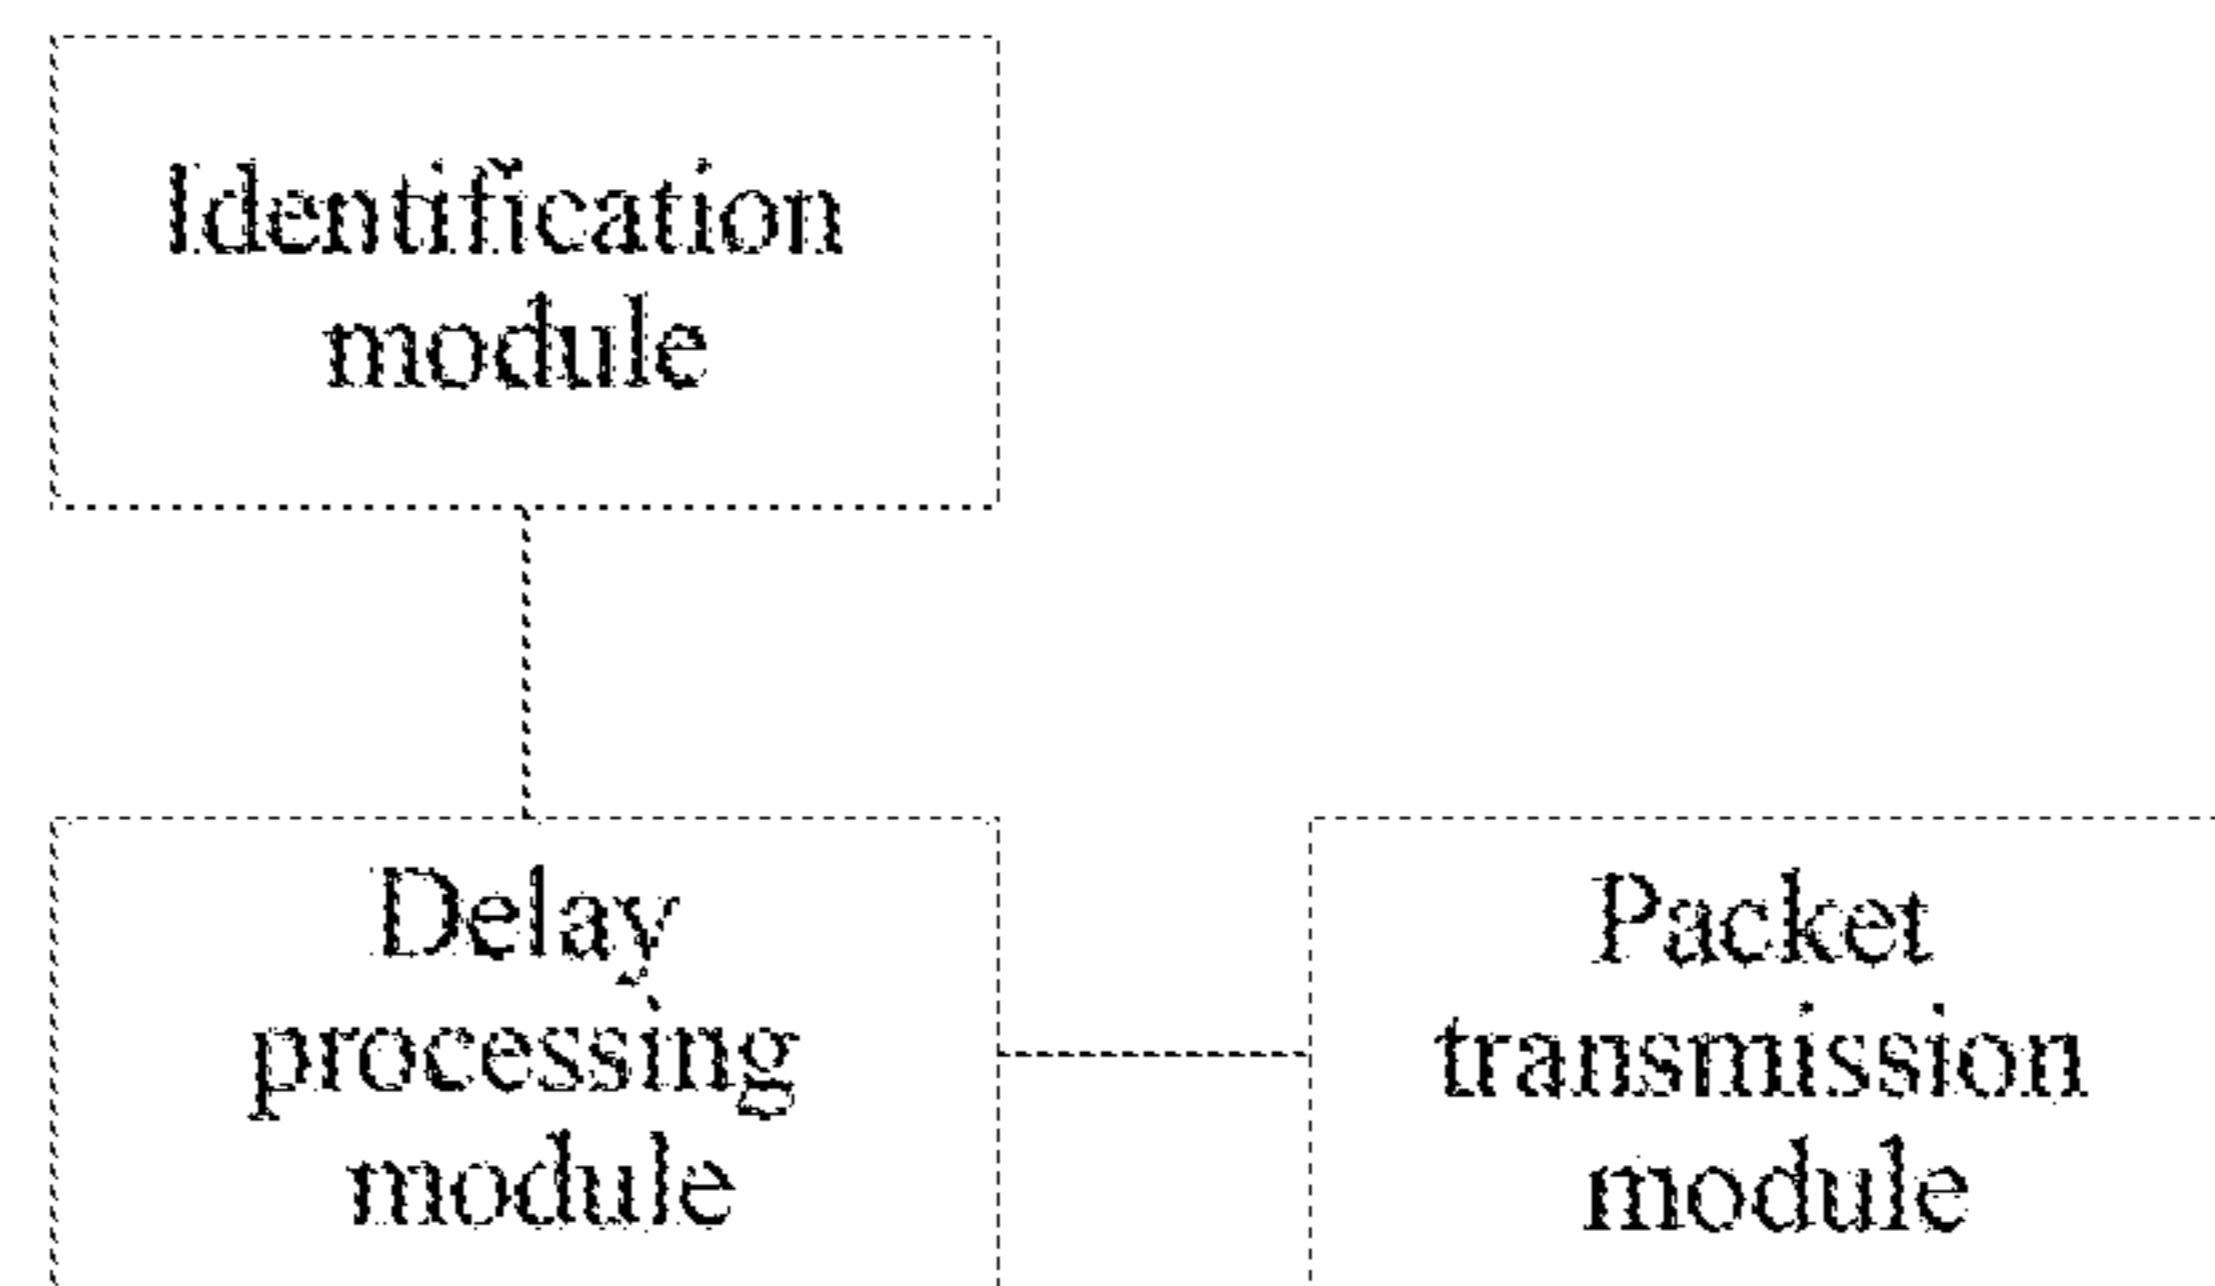 Identification
module
Delay
processing
module
Packet
transmission
module